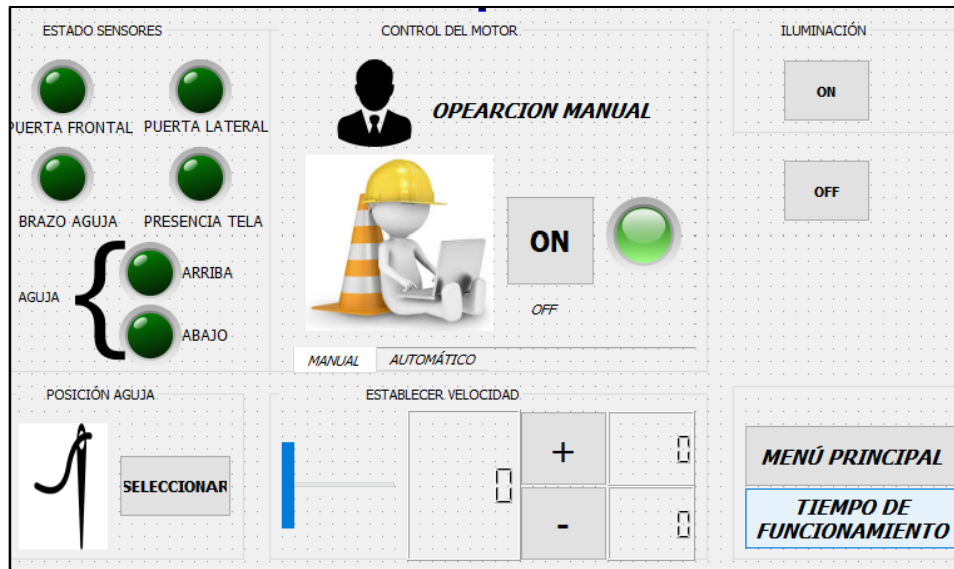 ESTADO SENSORES
PUERTA FRONTAL
PUERTA LATERAL
BRAZO AGUJA
PRESENCIA TELA
AGUJA
ARRIBA
ABAJO
CONTROL DEL MOTOR
OPEARCION MANUAL
ON
OFF
MANUAL
AUTOMÁTICO
ILUMINACIÓN
ON
OFF
POSICIÓN AGUJA
SELECCIONAR
ESTABLECER VELOCIDAD
0
+
-
0
0
MENÚ PRINCIPAL
TIEMPO DE
FUNCIONAMIENTO